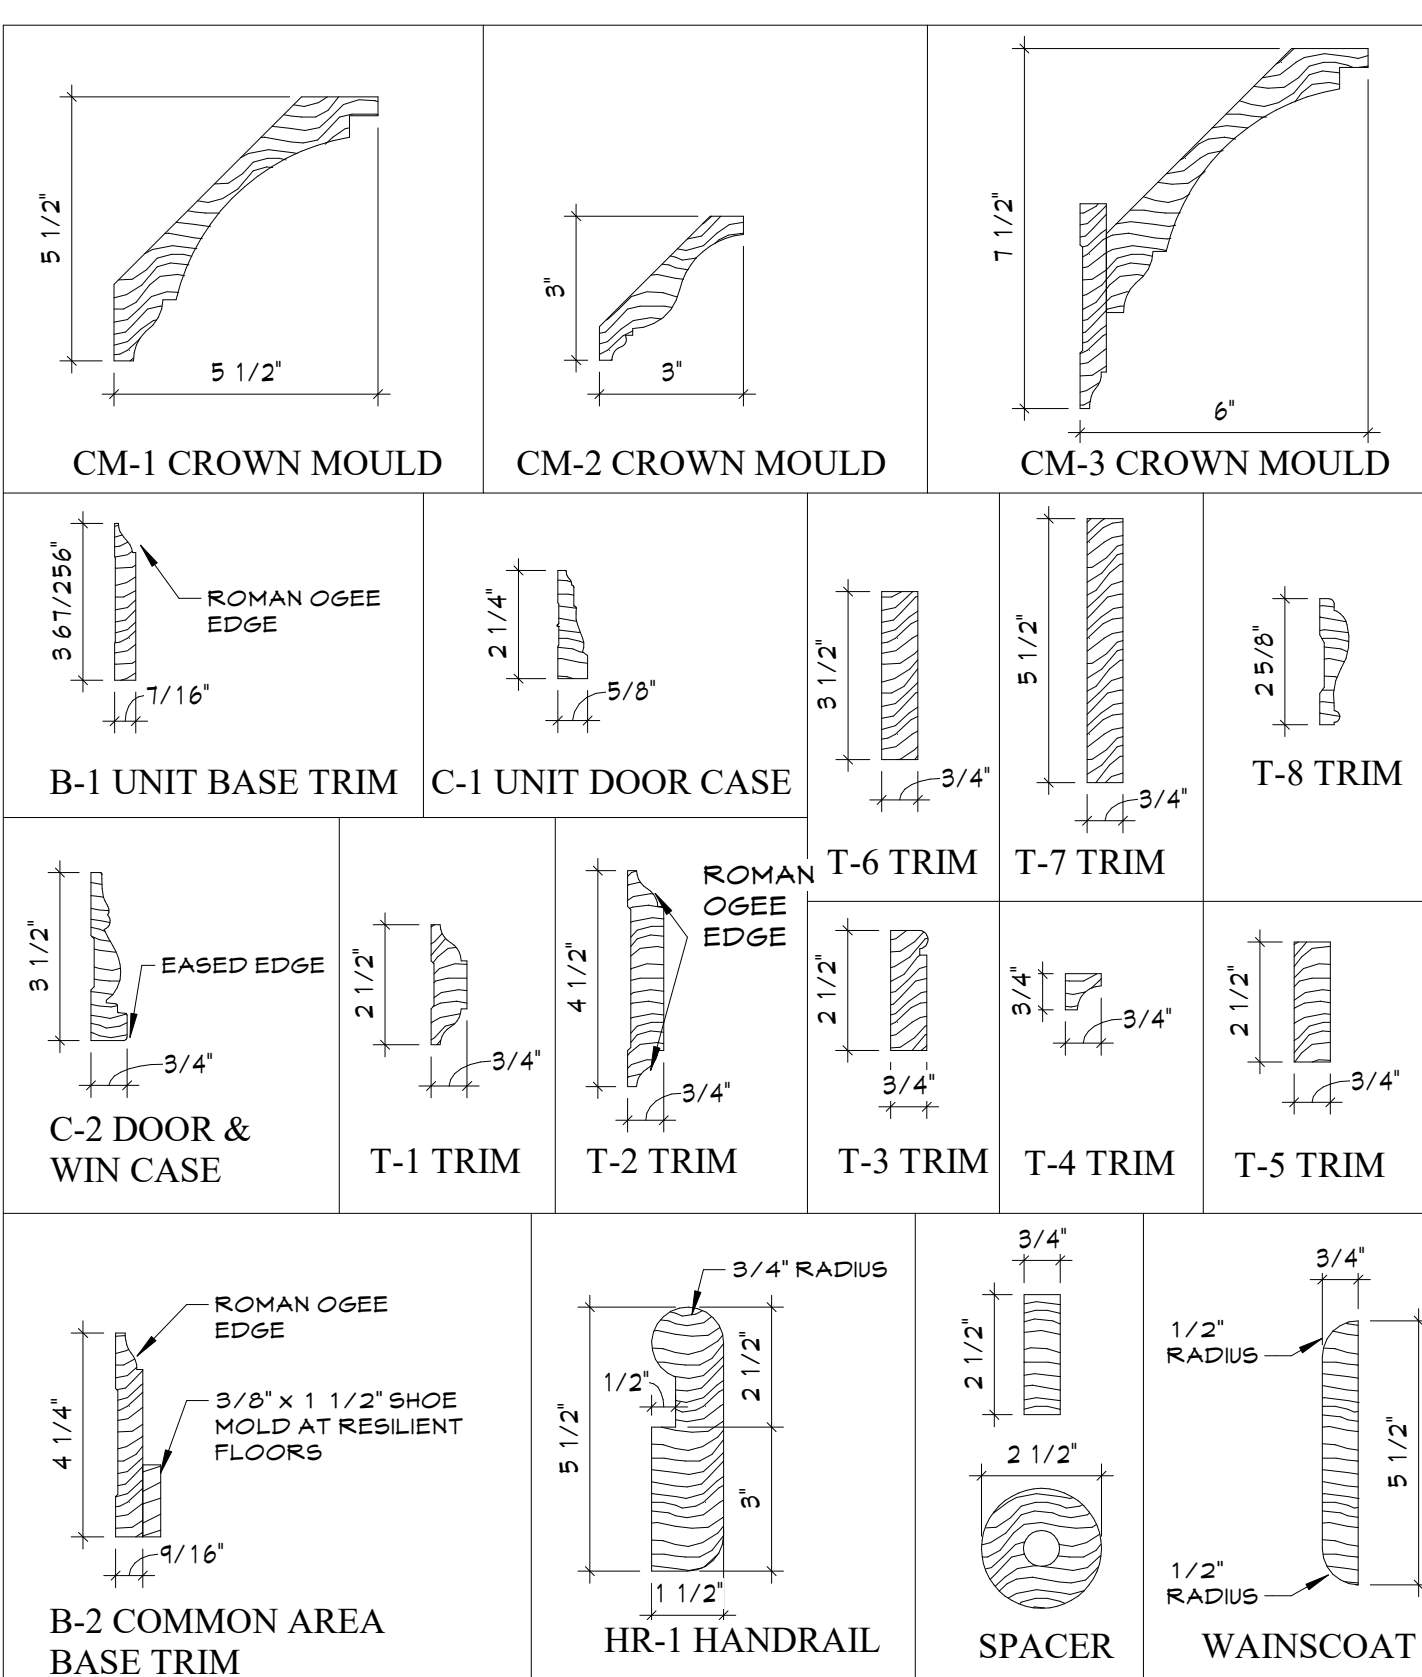 5 1/2"
5 1/2"
CM-1 CROWN MOULD
3"
3"
CM-2 CROWN MOULD
7 1/2"
6"
CM-3 CROWN MOULD
3 67/256"
ROMAN OGEE
EDGE
7/16"
B-1 UNIT BASE TRIM
2 1/4"
5/8"
C-1 UNIT DOOR CASE
3 1/2"
3/4"
T-6 TRIM
5 1/2"
3/4"
T-7 TRIM
2 5/8"
T-8 TRIM
3 1/2"
EASED EDGE
3/4"
C-2 DOOR &
WIN CASE
2 1/2"
3/4"
T-1 TRIM
4 1/2"
ROMAN
OGEE
EDGE
3/4"
T-2 TRIM
2 1/2"
3/4"
T-3 TRIM
3/4"
3/4"
T-4 TRIM
2 1/2"
3/4"
T-5 TRIM
4 1/4"
ROMAN OGEE
EDGE
3/8" x 1 1/2" SHOE
MOLD AT RESILIENT
FLOORS
9/16"
B-2 COMMON AREA
BASE TRIM
3/4" RADIUS
5 1/2"
1/2"
2 1/2"
3"
1 1/2"
HR-1 HANDRAIL
3/4"
2 1/2"
2 1/2"
SPACER
3/4"
1/2"
RADIUS
5 1/2"
1/2"
RADIUS
WAINSCOAT